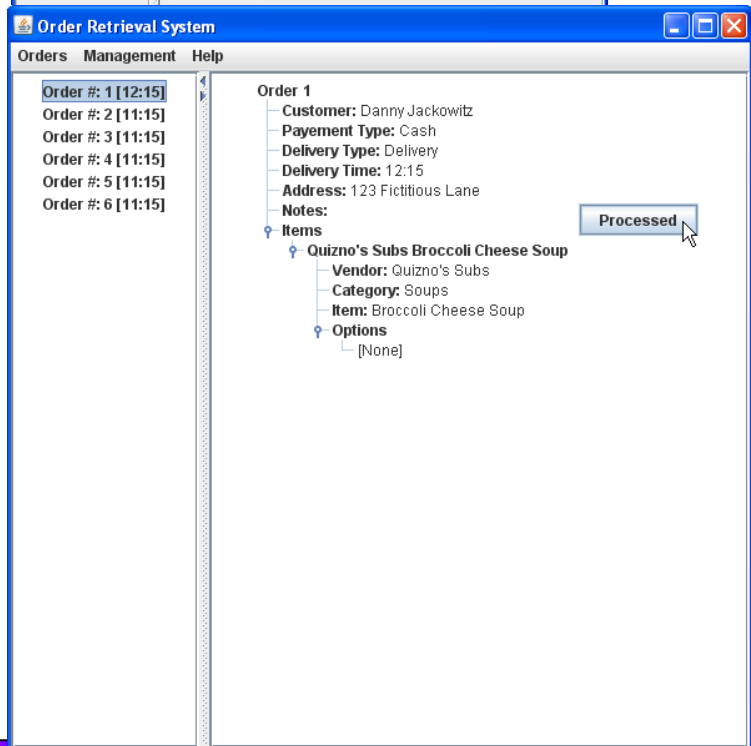 Order Retrieval System
Orders Management Help
Order #: 1 [12:15]
Order #: 2 [11:15]
Order #: 3 [11:15]
Order #: 4 [11:15]
Order #: 5 [11:15]
Order #: 6 [11:15]
Order 1
Customer: Danny Jackowitz
Payement Type: Cash
Delivery Type: Delivery
Delivery Time: 12:15
Address: 123 Fictitious Lane
Notes:
Processed
Items
Quizno's Subs Broccoli Cheese Soup
Vendor: Quizno's Subs
Category: Soups
Item: Broccoli Cheese Soup
Options
[None]